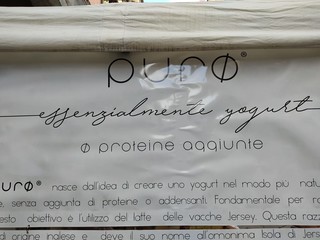 purø®
essenzialmente yogurt
ø proteine aggiunte
purø® nasce dall'idea di creare uno yogurt nel modo più
senza aggiunta di proteine o addensanti. Fondamentale per
obiettivo e l'utilizzo del latte delle vacche Jersey. Questa
di origine inglese e deve il suo nome all'omonima Isola di